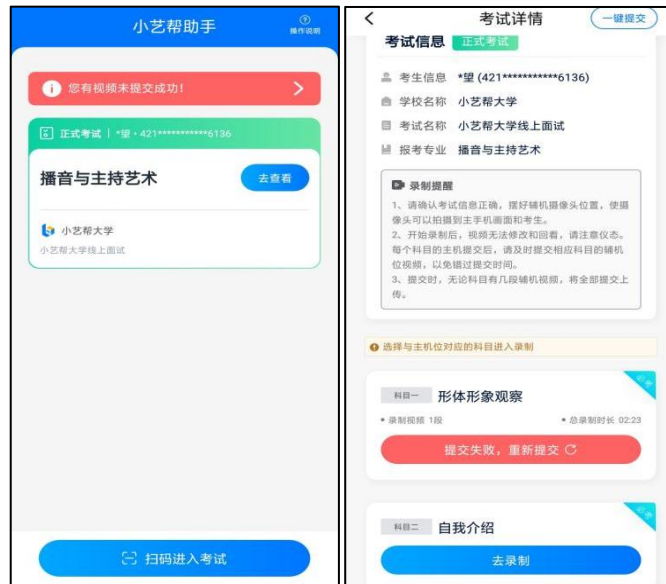 小艺帮助手
操作说明
您有视频未提交成功!
正式考试 | *望・421***********6136
播音与主持艺术
去查看
小艺帮大学
小艺帮大学线上面试
扫码进入考试
考试详情
一键提交
考试信息
正式考试
考生信息 *望 (421***********6136)
学校名称 小艺帮大学
考试名称 小艺帮大学线上面试
报考专业 播音与主持艺术
录制提醒
1、请确认考试信息正确，摆好辅机摄像头位置，使摄
像头可以拍摄到主手机画面和考生。
2、开始录制后，视频无法修改和回看，请注意仪态。
每个科目的主机提交后，请及时提交相应科目的辅机
位视频，以免错过提交时间。
3、提交时，无论科目有几段辅机视频，将全部提交上
传。
选择与主机位对应的科目进入录制
必考
科目一 形体形象观察
• 录制视频 1段
• 总录制时长 02:23
提交失败，重新提交
必考
科目二 自我介绍
去录制